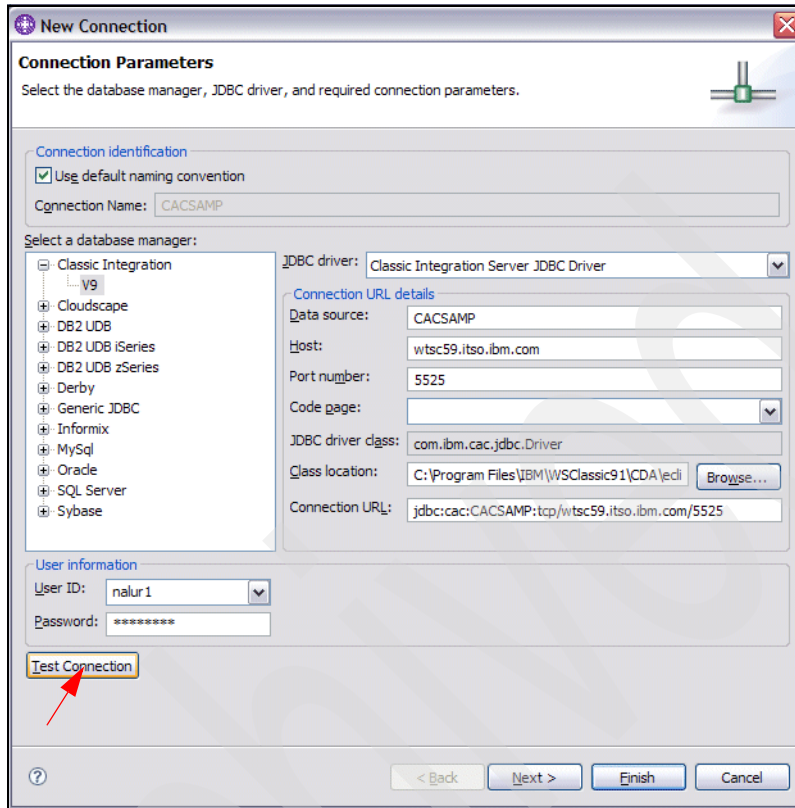 New Connection
Connection Parameters
Select the database manager, JDBC driver, and required connection parameters.
Connection identification
Use default naming convention
Connection Name: CACSAMP
Select a database manager:
Classic Integration
V9
Cloudscape
DB2 UDB
DB2 UDB iSeries
DB2 UDB zSeries
Derby
Generic JDBC
Informix
MySql
Oracle
SQL Server
Sybase
JDBC driver: Classic Integration Server JDBC Driver
Connection URL details
Data source: CACSAMP
Host: wtsc59.itso.ibm.com
Port number: 5525
Code page:
JDBC driver class: com.ibm.cac.jdbc.Driver
Class location: C:\Program Files\IBM\WSClassic91\CDA\ecli Browse...
Connection URL: jdbc:cac:CACSAMP:tcp/wtsc59.itso.ibm.com/5525
User information
User ID: nalur1
Password: ********
Test Connection
< Back Next > Finish Cancel